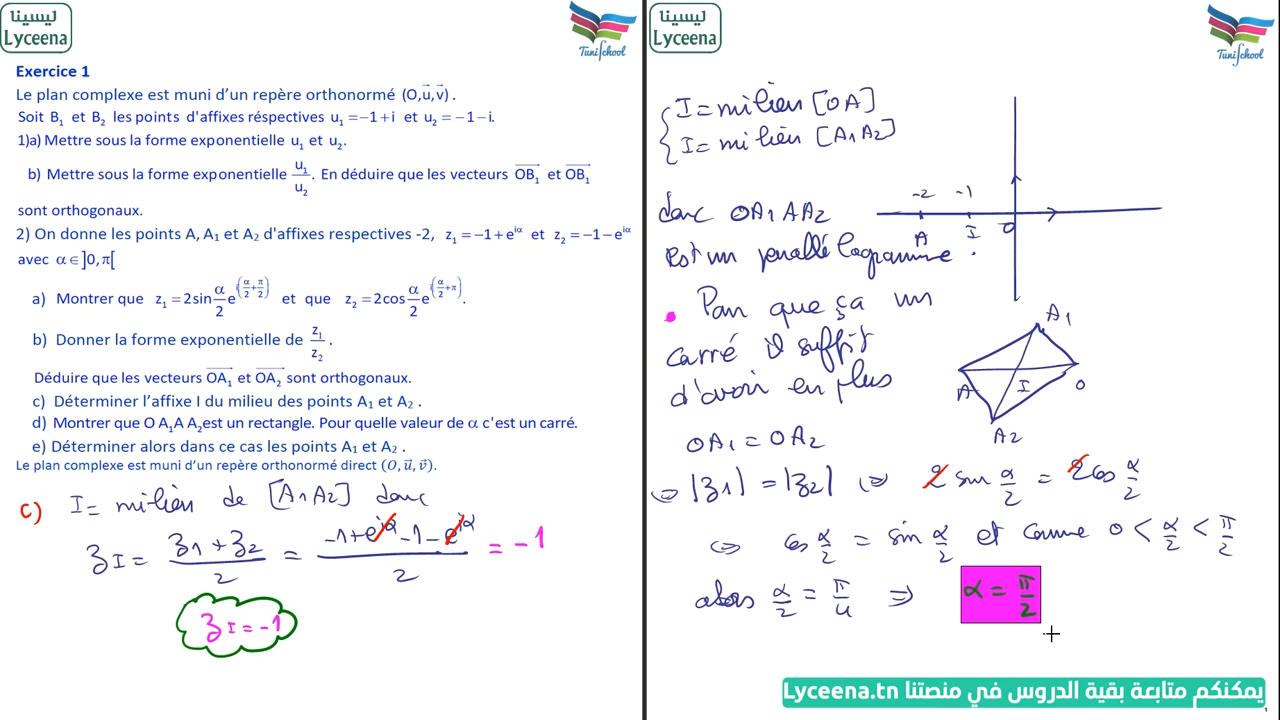 ليسينا
Lyceena
TuniSchool
Exercice 1
Le plan complexe est muni d'un repère orthonormé (O,u⃗,v⃗) .
Soit B₁ et B₂ les points d'affixes réspectives u₁ =−1+i et u₂ =−1−i.
1)a) Mettre sous la forme exponentielle u₁ et u₂.
b) Mettre sous la forme exponentielle u₁/u₂. En déduire que les vecteurs OB₁ et OB₁
sont orthogonaux.
2) On donne les points A, A₁ et A₂ d'affixes respectives -2, z₁ =−1+e^(iα) et z₂ =−1−e^(iα)
avec α∈]0,π[
a) Montrer que z₁ =2sin α/2 e^(i(α/2+π/2)) et que z₂ =2cos α/2 e^(i(α/2+π)).
b) Donner la forme exponentielle de z₁/z₂ .
Déduire que les vecteurs OA₁ et OA₂ sont orthogonaux.
c) Déterminer l'affixe I du milieu des points A₁ et A₂ .
d) Montrer que O A₁A A₂est un rectangle. Pour quelle valeur de α c'est un carré.
e) Déterminer alors dans ce cas les points A₁ et A₂ .
Le plan complexe est muni d'un repère orthonormé direct (O, u⃗, v⃗).
c) I= milieu de [A1A2] donc
zI = (z1 + z2)/2 = (-1+e^(iα) -1-e^(iα))/2 = -1
zI = -1
ليسينا
Lyceena
TuniSchool
I= milieu [OA]
I= milieu [A1A2]
donc OA1AA2
est un parallélogramme .
-2 -1
A I O
• Pour que ça un
carré il suffit
d'avoir en plus
OA1 = OA2
A1
A I O
A2
⇔ |z1| = |z2| ⇔ 2 sin α/2 = 2 cos α/2
⇔ cos α/2 = sin α/2 et comme 0 < α/2 < π/2
alors α/2 = π/4 ⇒ α = π/2
يمكنكم متابعة بقية الدروس في منصتنا Lyceena.tn
1